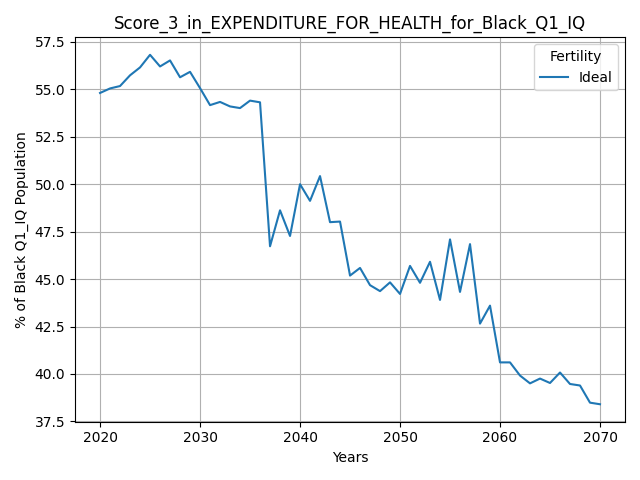 Score_3_in_EXPENDITURE_FOR_HEALTH_for_Black_Q1_IQ
Fertility
Ideal
% of Black Q1_IQ Population
57.5
55.0
52.5
50.0
47.5
45.0
42.5
40.0
37.5
2020 2030 2040 2050 2060 2070
Years